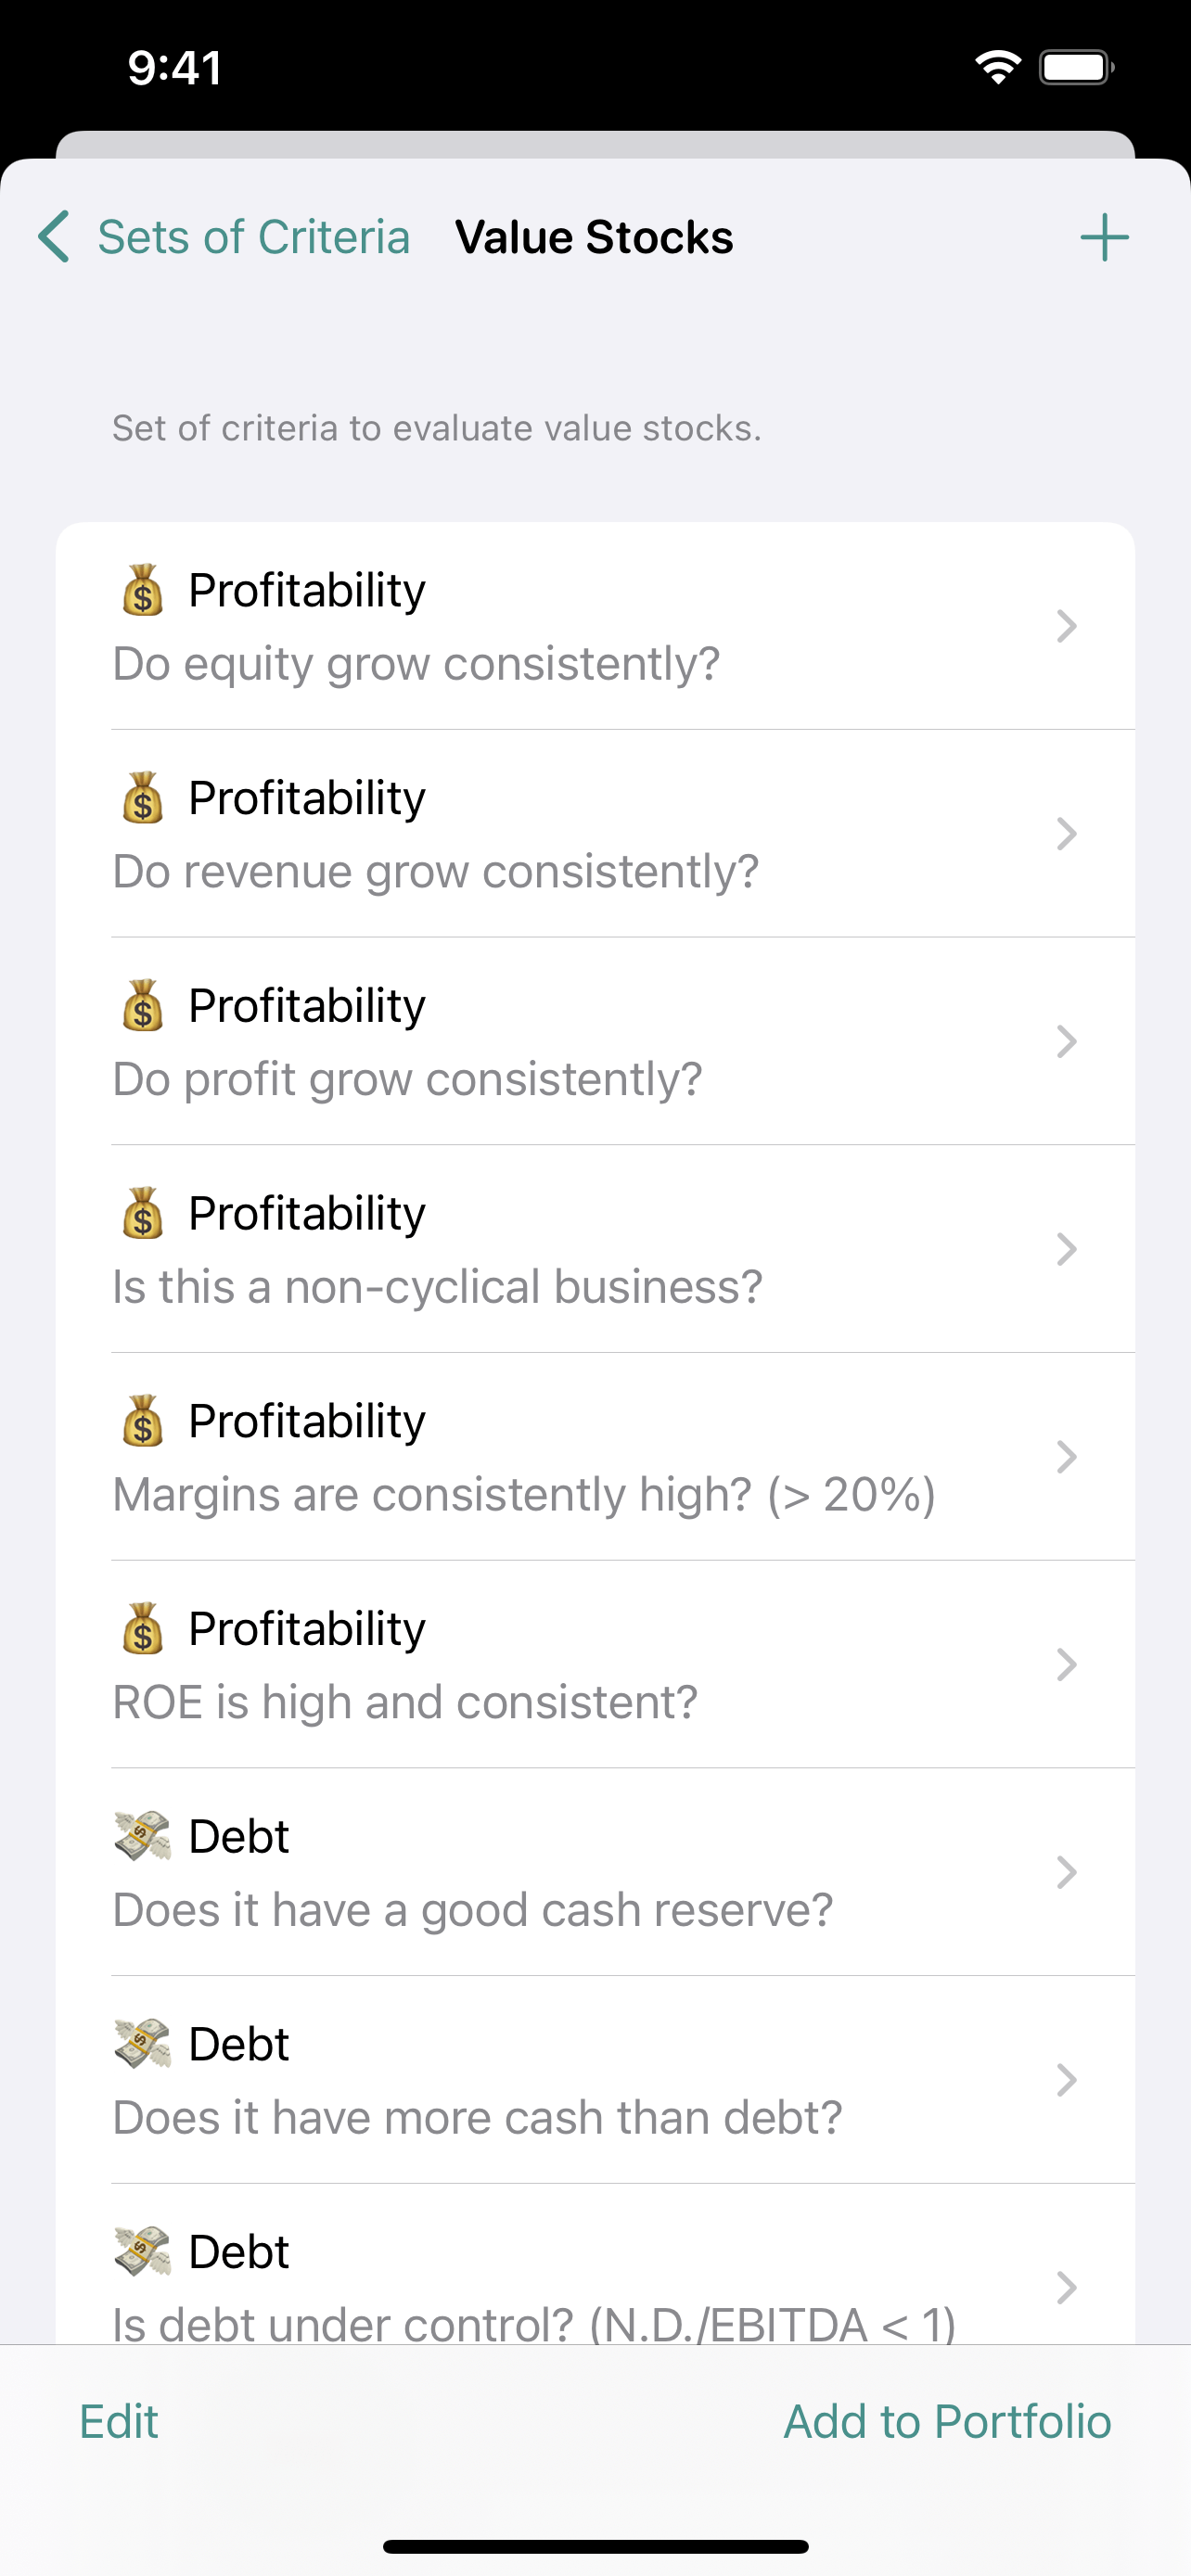 9:41
Sets of Criteria Value Stocks
Set of criteria to evaluate value stocks.
Profitability
Do equity grow consistently?
Profitability
Do revenue grow consistently?
Profitability
Do profit grow consistently?
Profitability
Is this a non-cyclical business?
Profitability
Margins are consistently high? (> 20%)
Profitability
ROE is high and consistent?
Debt
Does it have a good cash reserve?
Debt
Does it have more cash than debt?
Debt
Is debt under control? (N.D./EBITDA < 1)
Edit Add to Portfolio